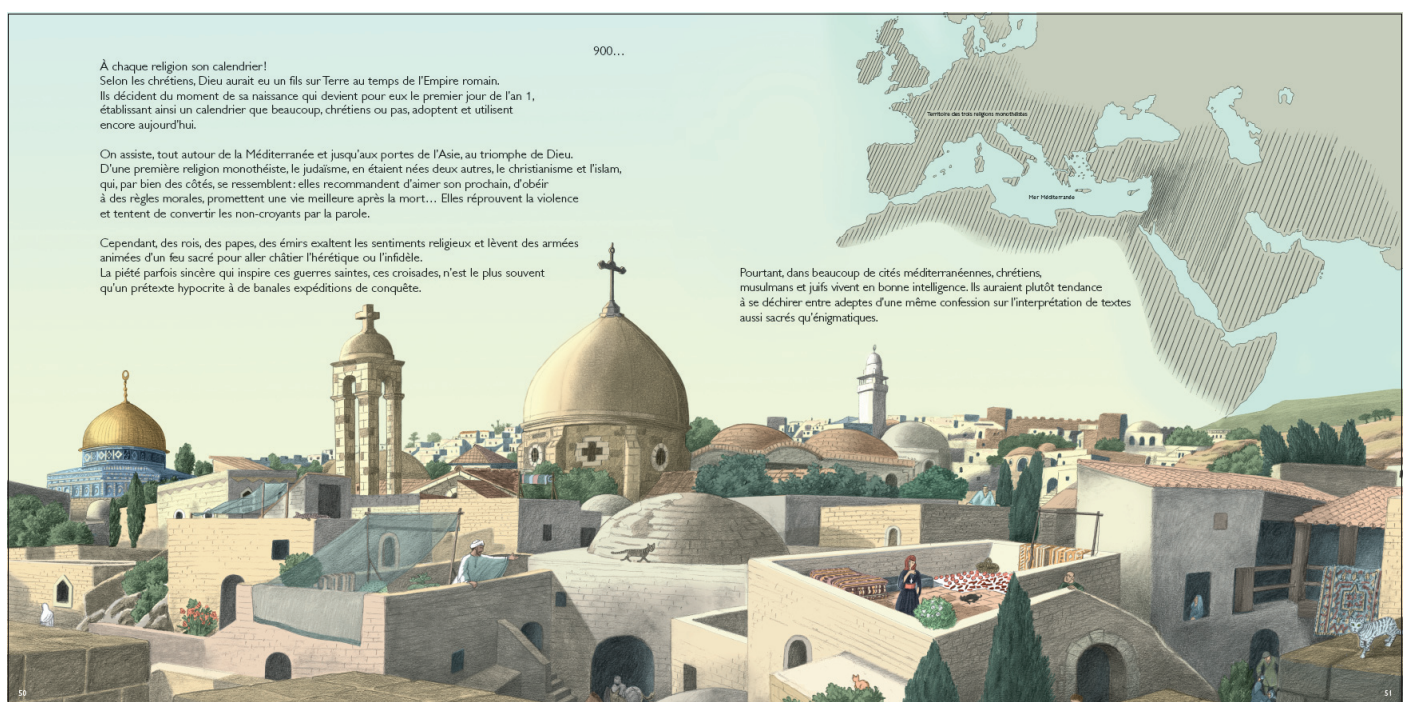 900…
À chaque religion son calendrier !
Selon les chrétiens, Dieu aurait eu un fils sur Terre au temps de l'Empire romain.
Ils décident du moment de sa naissance qui devient pour eux le premier jour de l'an 1,
établissant ainsi un calendrier que beaucoup, chrétiens ou pas, adoptent et utilisent
encore aujourd'hui.
On assiste, tout autour de la Méditerranée et jusqu'aux portes de l'Asie, au triomphe de Dieu.
D'une première religion monothéiste, le judaïsme, en étaient nées deux autres, le christianisme et l'islam,
qui, par bien des côtés, se ressemblent : elles recommandent d'aimer son prochain, d'obéir
à des règles morales, promettent une vie meilleure après la mort… Elles réprouvent la violence
et tentent de convertir les non-croyants par la parole.
Cependant, des rois, des papes, des émirs exaltent les sentiments religieux et lèvent des armées
animées d'un feu sacré pour aller châtier l'hérétique ou l'infidèle.
La piété parfois sincère qui inspire ces guerres saintes, ces croisades, n'est le plus souvent
qu'un prétexte hypocrite à de banales expéditions de conquête.
Territoire des trois religions monothéistes
Mer Méditerranée
Pourtant, dans beaucoup de cités méditerranéennes, chrétiens,
musulmans et juifs vivent en bonne intelligence. Ils auraient plutôt tendance
à se déchirer entre adeptes d'une même confession sur l'interprétation de textes
aussi sacrés qu'énigmatiques.
50
51